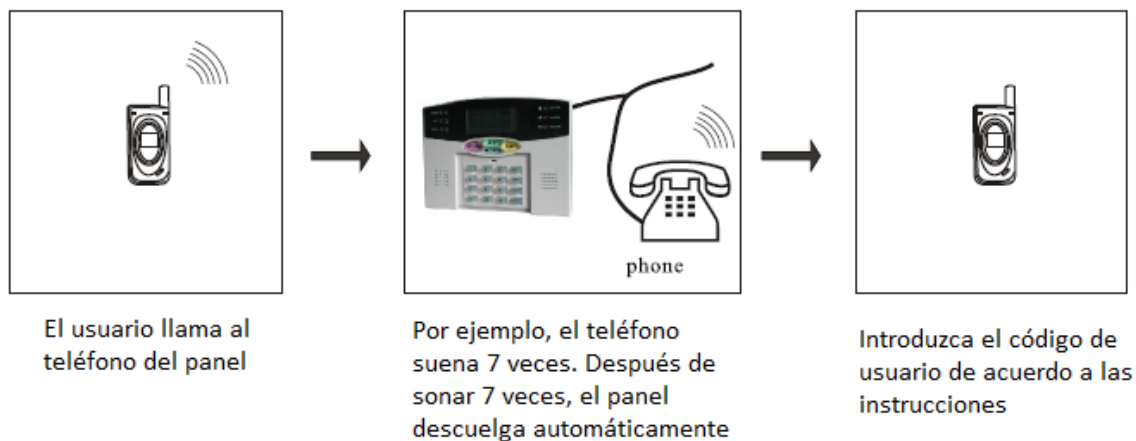 phone
El usuario llama al
teléfono del panel
Por ejemplo, el teléfono
suena 7 veces. Después de
sonar 7 veces, el panel
descuelga automáticamente
Introduzca el código de
usuario de acuerdo a las
instrucciones